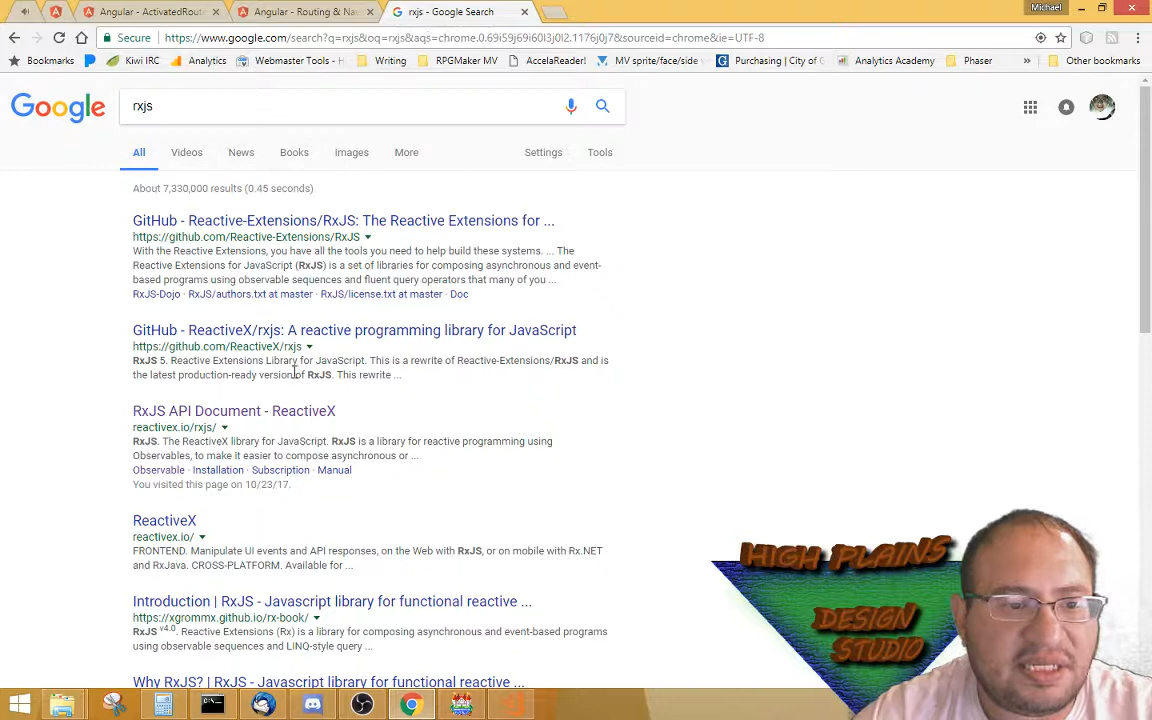 Angular - ActivatedRoute
Angular - Routing & Na
rxjs - Google Search
Michael
Secure
https://www.google.com/search?q=rxjs&oq=rxjs&aqs=chrome.0.69i59j69i60l3j0l2.1176j0j7&sourceid=chrome&ie=UTF-8
Bookmarks
Kiwi IRC
Analytics
Webmaster Tools - H
Writing
RPGMaker MV
AccelaReader!
MV sprite/face/side
Purchasing | City of
Analytics Academy
Phaser
»
Other bookmarks
Google
rxjs
All
Videos
News
Books
Images
More
Settings
Tools
About 7,330,000 results (0.45 seconds)
GitHub - Reactive-Extensions/RxJS: The Reactive Extensions for ...
https://github.com/Reactive-Extensions/RxJS
With the Reactive Extensions, you have all the tools you need to help build these systems. ... The
Reactive Extensions for JavaScript (RxJS) is a set of libraries for composing asynchronous and event-
based programs using observable sequences and fluent query operators that many of you ...
RxJS-Dojo · RxJS/authors.txt at master · RxJS/license.txt at master · Doc
GitHub - ReactiveX/rxjs: A reactive programming library for JavaScript
https://github.com/ReactiveX/rxjs
RxJS 5. Reactive Extensions Library for JavaScript. This is a rewrite of Reactive-Extensions/RxJS and is
the latest production-ready version of RxJS. This rewrite ...
RxJS API Document - ReactiveX
reactivex.io/rxjs/
RxJS. The ReactiveX library for JavaScript. RxJS is a library for reactive programming using
Observables, to make it easier to compose asynchronous or ...
Observable · Installation · Subscription · Manual
You visited this page on 10/23/17.
ReactiveX
reactivex.io/
FRONTEND. Manipulate UI events and API responses, on the Web with RxJS, or on mobile with Rx.NET
and RxJava. CROSS-PLATFORM. Available for ...
Introduction | RxJS - Javascript library for functional reactive ...
https://xgrommx.github.io/rx-book/
RxJS v4.0. Reactive Extensions (Rx) is a library for composing asynchronous and event-based programs
using observable sequences and LINQ-style query ...
Why RxJS? | RxJS - Javascript library for functional reactive ...
HIGH PLAINS
DESIGN
STUDIO